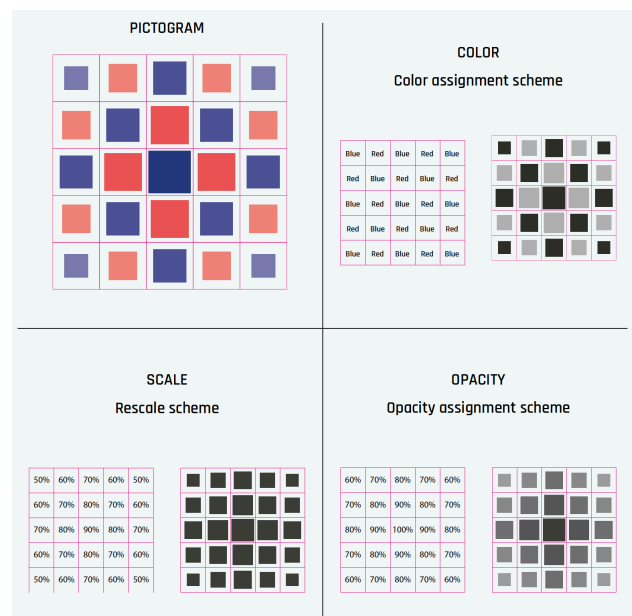 PICTOGRAM
COLOR
Color assignment scheme
Blue Red Blue Red Blue
Red Blue Red Blue Red
Blue Red Blue Red Blue
Red Blue Red Blue Red
Blue Red Blue Red Blue
SCALE
Rescale scheme
50% 60% 70% 60% 50%
60% 70% 80% 70% 60%
70% 80% 90% 80% 70%
60% 70% 80% 70% 60%
50% 60% 70% 60% 50%
OPACITY
Opacity assignment scheme
60% 70% 80% 70% 60%
70% 80% 90% 80% 70%
80% 90% 100% 90% 80%
70% 80% 90% 80% 70%
60% 70% 80% 70% 60%